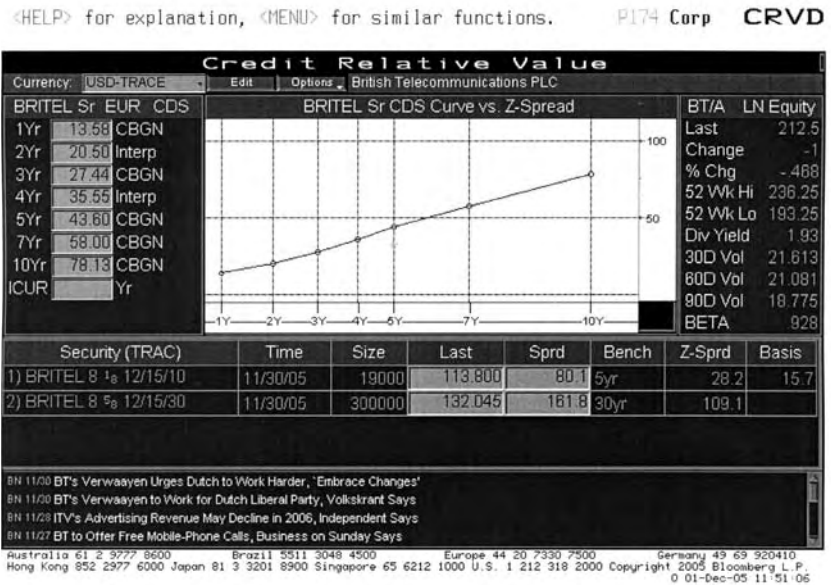 <HELP> for explanation, <MENU> for similar functions. P174 Corp CRVD
Credit Relative Value
Currency: USD-TRACE Edit Options British Telecommunications PLC
BRITEL Sr EUR CDS
1Yr 13.58 CBGN
2Yr 20.50 Interp
3Yr 27.44 CBGN
4Yr 35.55 Interp
5Yr 43.60 CBGN
7Yr 58.00 CBGN
10Yr 78.13 CBGN
ICUR Yr
BRITEL Sr CDS Curve vs. Z-Spread
100
50
1Y 2Y 3Y 4Y 5Y 7Y 10Y
BT/A LN Equity
Last 212.5
Change -1
% Chg -.468
52 Wk Hi 236.25
52 Wk Lo 193.25
Div Yield 1.93
30D Vol 21.613
60D Vol 21.081
90D Vol 18.775
BETA .928
Security (TRAC) Time Size Last Sprd Bench Z-Sprd Basis
1) BRITEL 8 1/8 12/15/10 11/30/05 19000 113.800 80.1 5yr 28.2 15.7
2) BRITEL 8 5/8 12/15/30 11/30/05 300000 132.045 161.8 30yr 109.1
BN 11/30 BT's Verwaayen Urges Dutch to Work Harder, `Embrace Changes'
BN 11/30 BT's Verwaayen to Work for Dutch Liberal Party, Volkskrant Says
BN 11/28 ITV's Advertising Revenue May Decline in 2006, Independent Says
BN 11/27 BT to Offer Free Mobile-Phone Calls, Business on Sunday Says
Australia 61 2 9777 8600 Brazil 5511 3048 4500 Europe 44 20 7330 7500 Germany 49 69 920410
Hong Kong 852 2977 6000 Japan 81 3 3201 8900 Singapore 65 6212 1000 U.S. 1 212 318 2000 Copyright 2005 Bloomberg L.P.
0 01-Dec-05 11:51:06